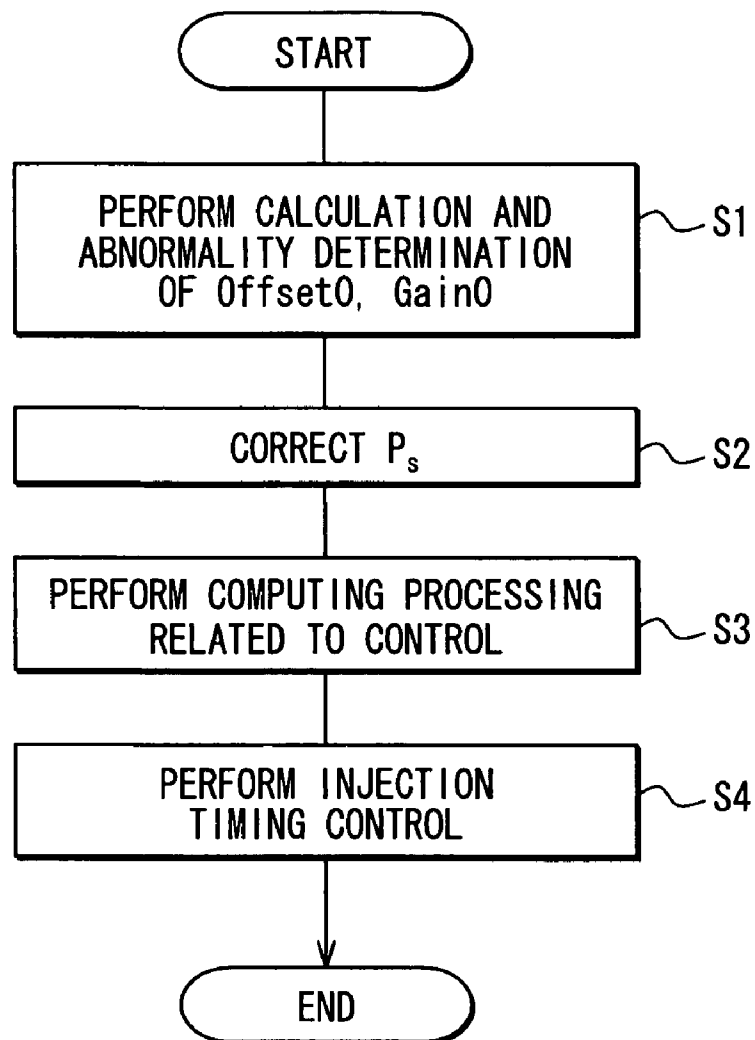 START
PERFORM CALCULATION AND
ABNORMALITY DETERMINATION
OF Offset0, Gain0
S1
CORRECT Ps
S2
PERFORM COMPUTING PROCESSING
RELATED TO CONTROL
S3
PERFORM INJECTION
TIMING CONTROL
S4
END